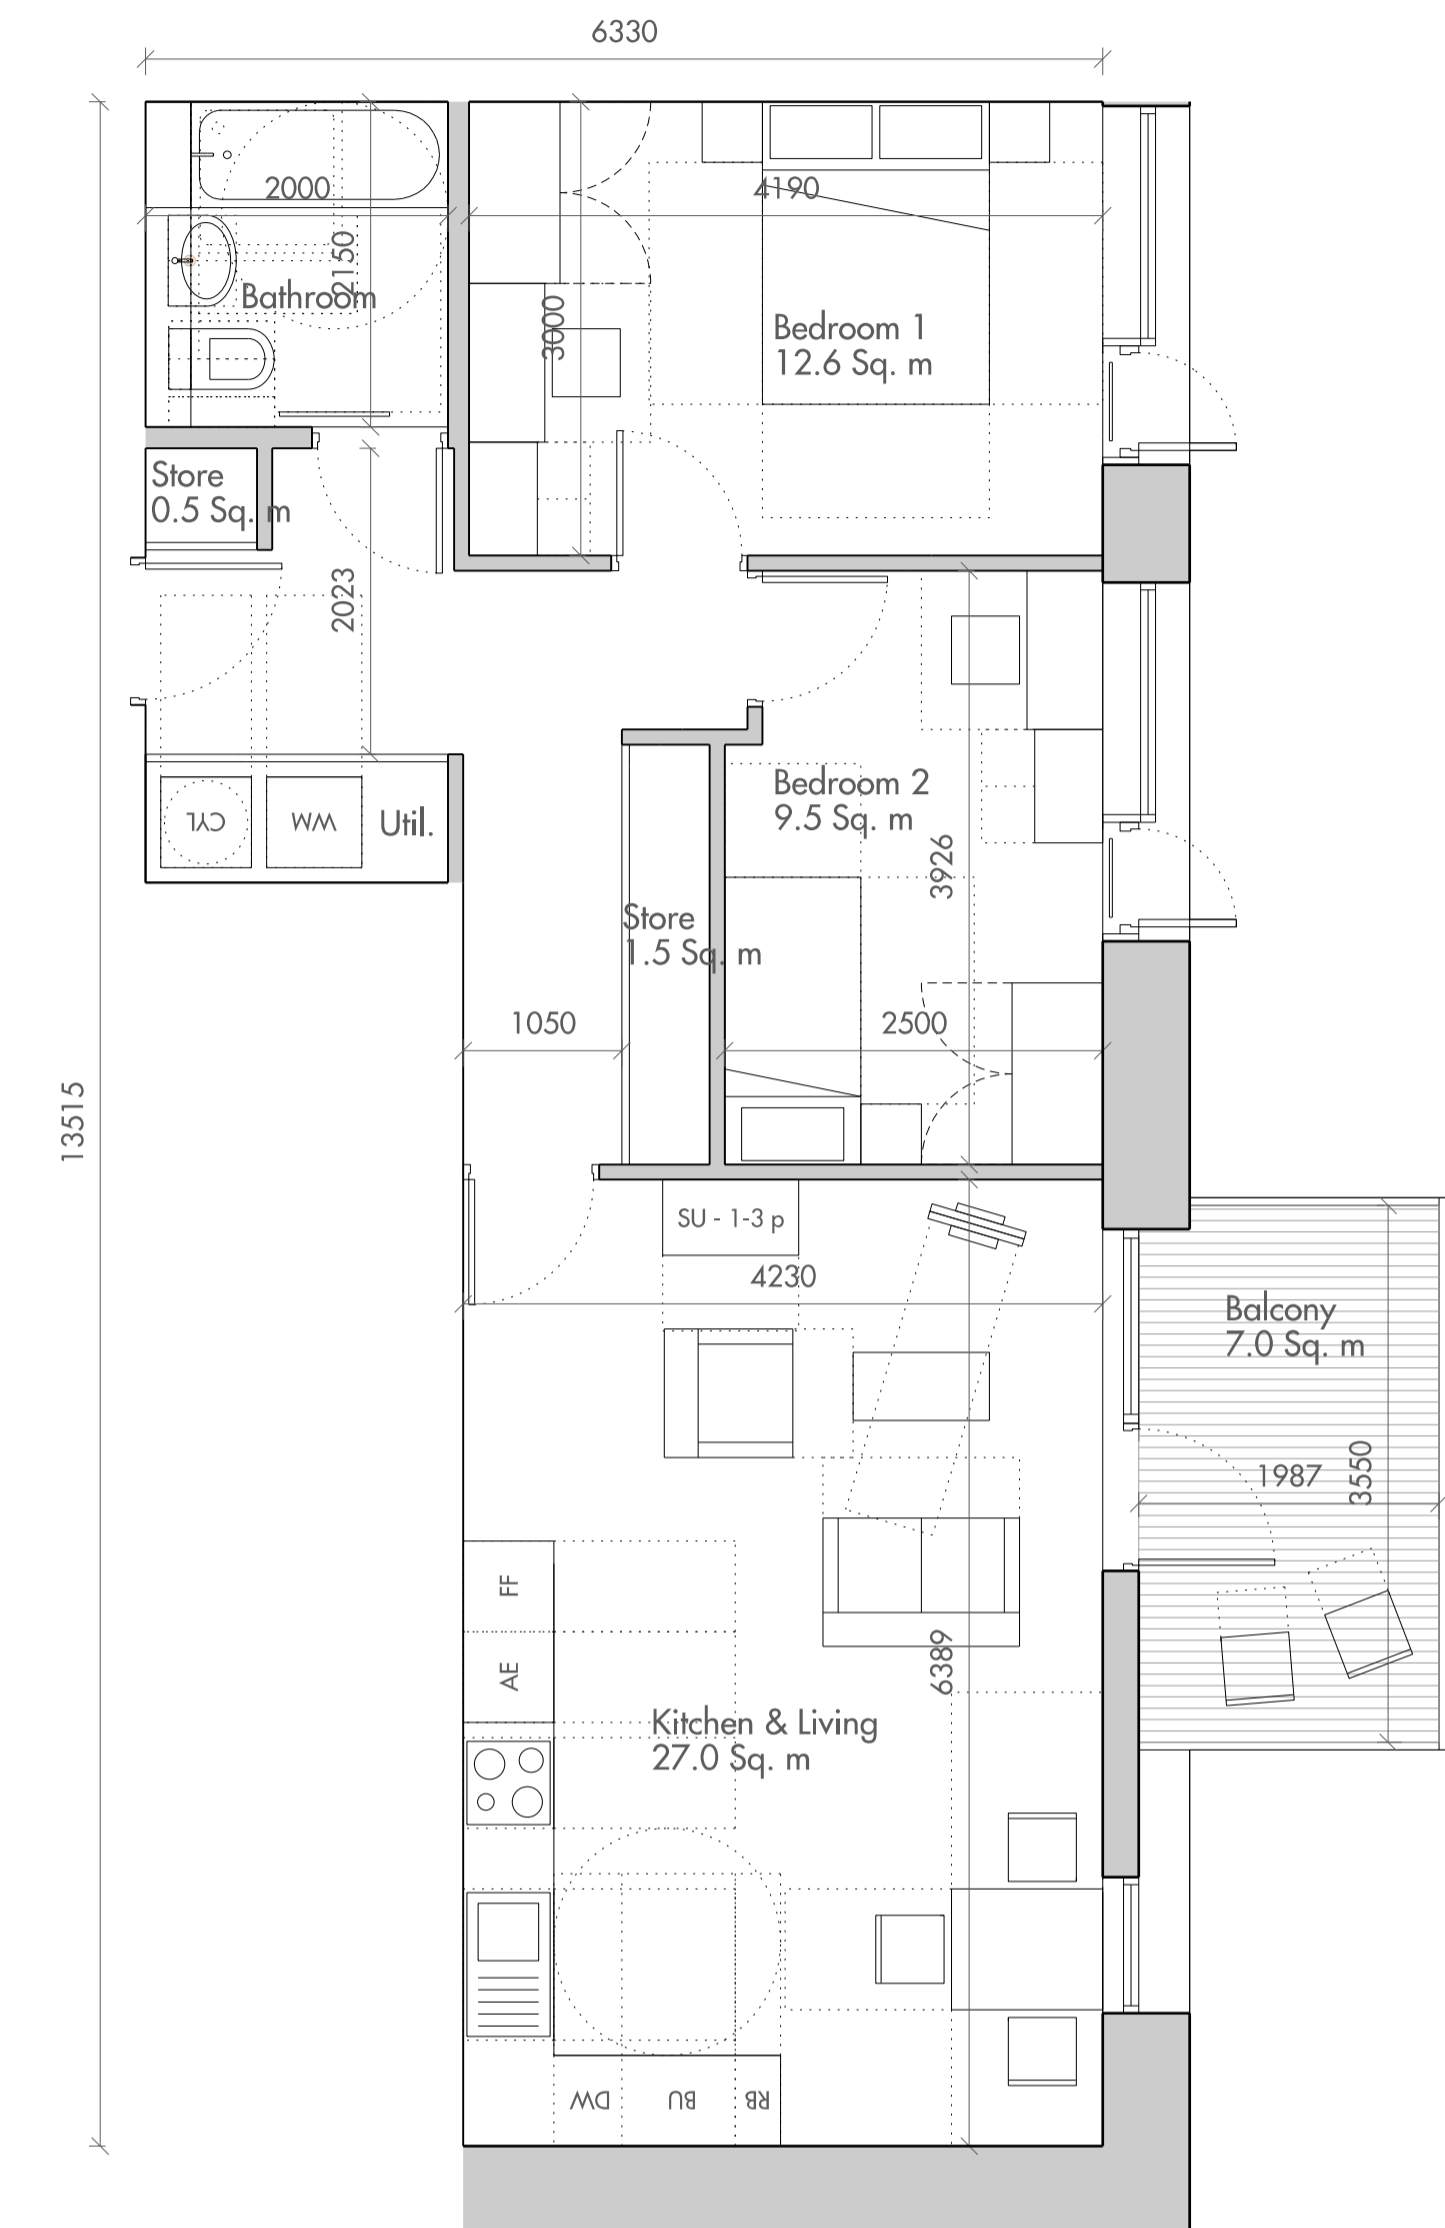 6330
2000
4190
2150
Bathroom
3000
Bedroom 1
12.6 Sq. m
Store
0.5 Sq. m
2023
CYL
WM
Util.
Bedroom 2
9.5 Sq. m
3926
Store
1.5 Sq. m
1050
2500
13515
SU - 1-3 p
4230
Balcony
7.0 Sq. m
1987
3550
FF
AE
6389
Kitchen & Living
27.0 Sq. m
DW
BU
RB